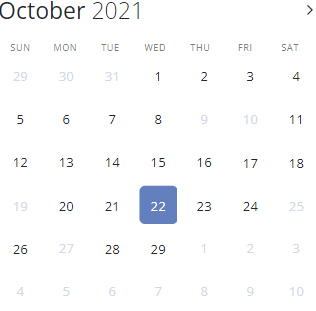 October 2021
SUN MON TUE WED THU FRI SAT
29 30 31 1 2 3 4
5 6 7 8 9 10 11
12 13 14 15 16 17 18
19 20 21 22 23 24 25
26 27 28 29 1 2 3
4 5 6 7 8 9 10